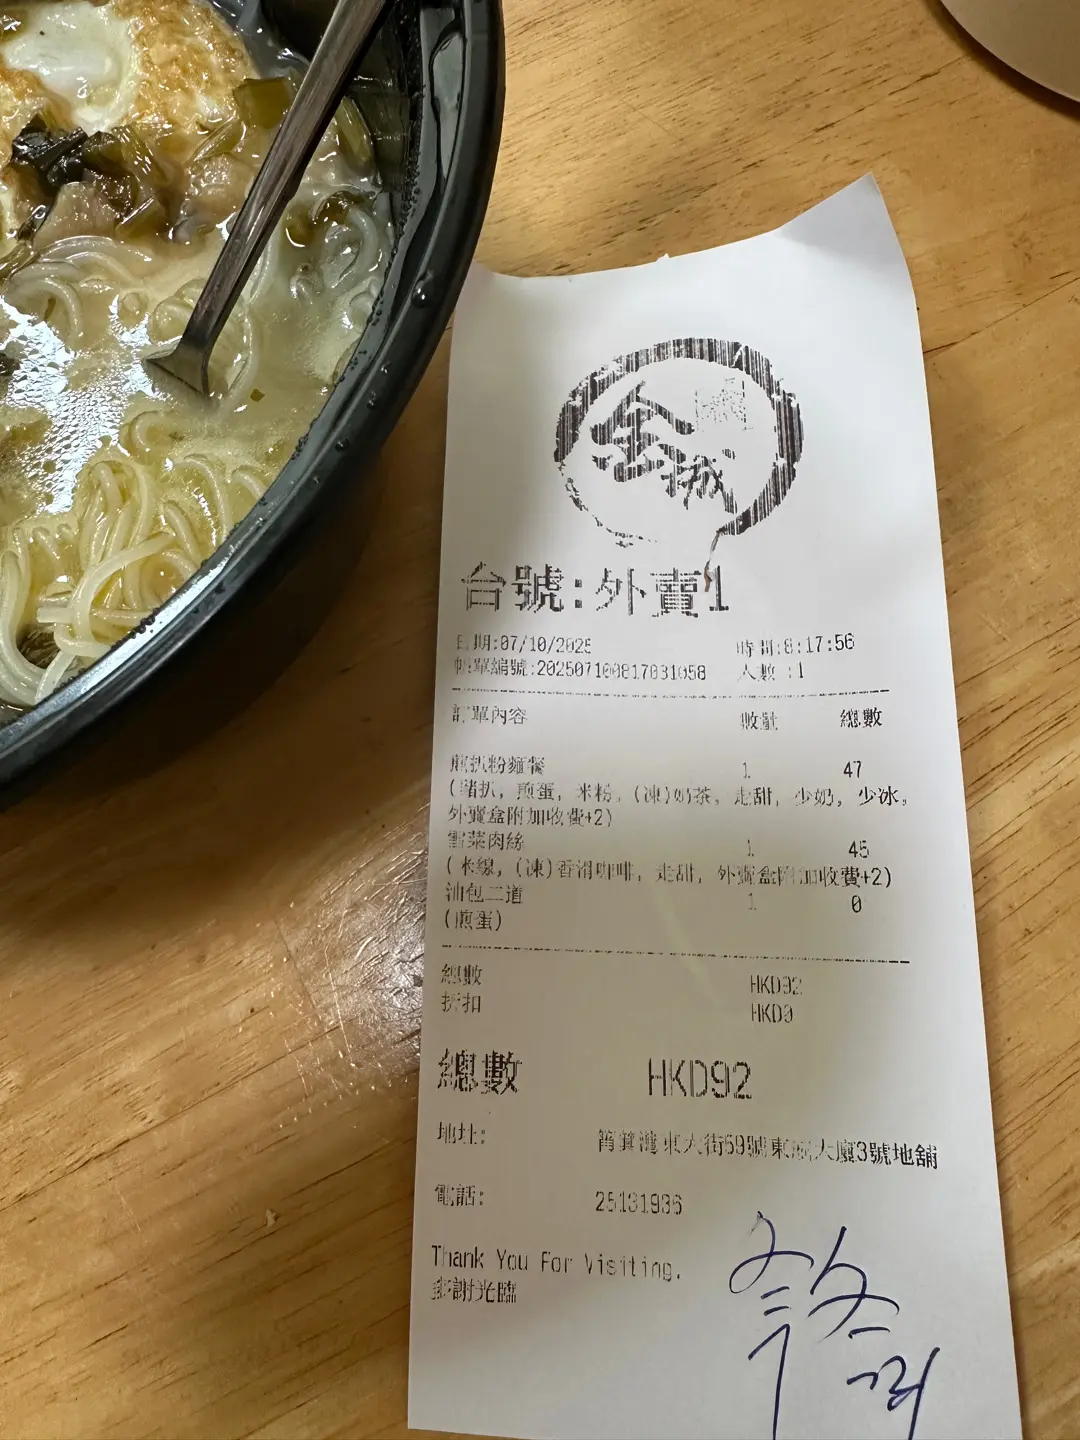 金城
台號:外賣1
日期:07/10/2025 時間:8:17:56
帳單編號:202507100817031058 人數:1
訂單內容 數量 總數
煎扒粉麵餐 1 47
(豬扒, 煎蛋, 米粉, (凍)奶茶, 走甜, 少奶, 少冰,
外賣盒附加收費+2)
雪菜肉絲 1 45
(米線, (凍)香滑咖啡, 走甜, 外賣盒附加收費+2)
油包二道 1 0
(煎蛋)
總數 HKD92
折扣 HKD0
總數 HKD92
地址: 筲箕灣東大街59號東威大廈3號地舖
電話: 25131936
Thank You For Visiting.
多謝光臨